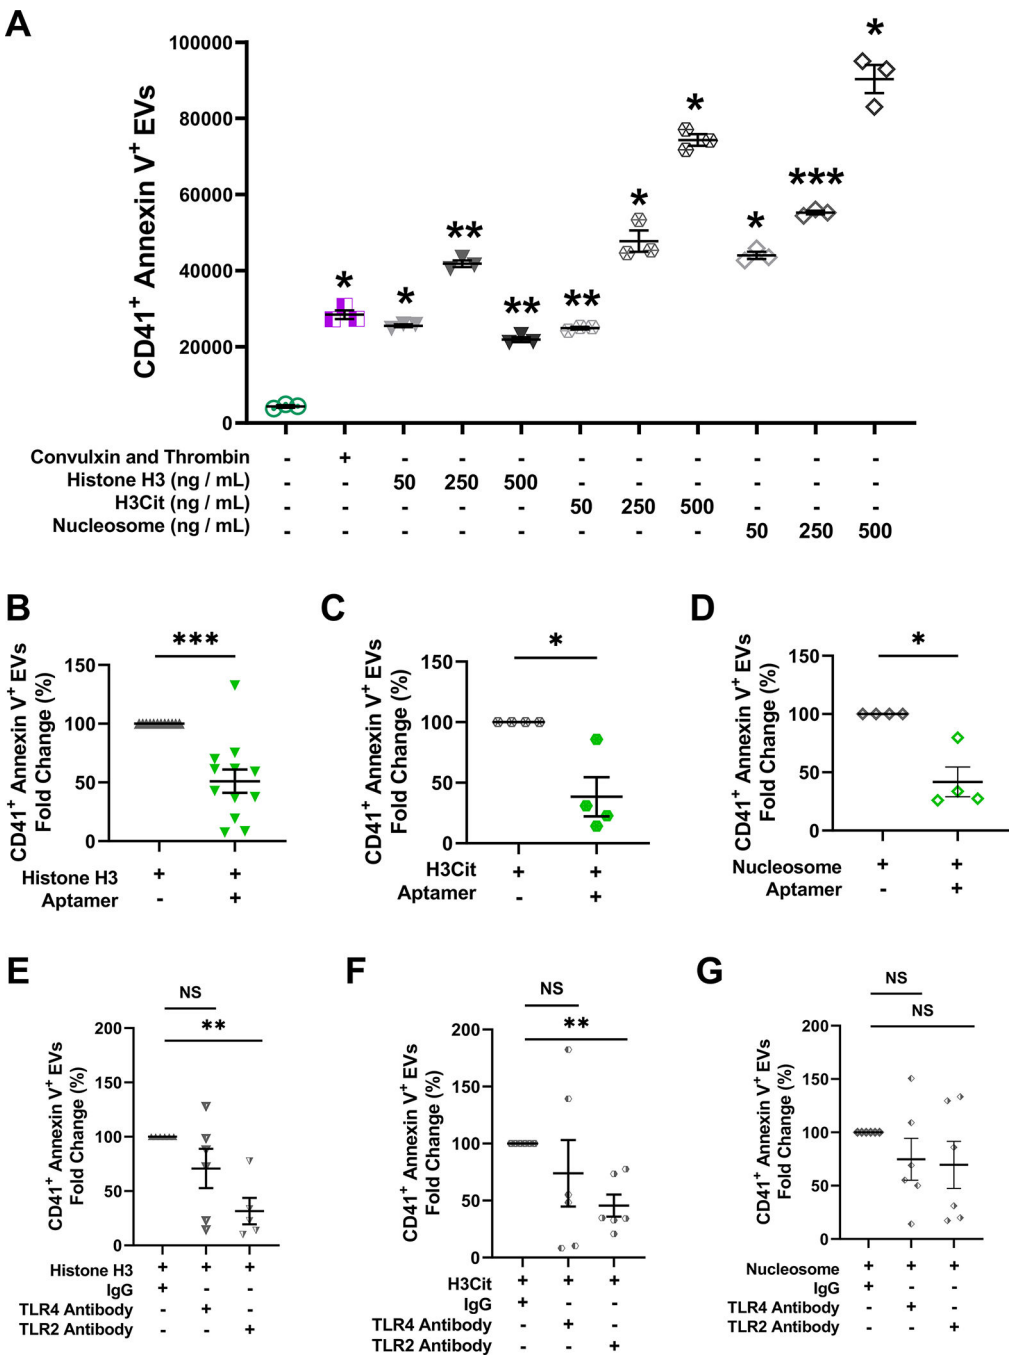 A
CD41+ Annexin V+ EVs
100000
80000
60000
40000
20000
0
* * ** ** ** * * * *** *
Convulxin and Thrombin - + - - - - - - - - -
Histone H3 (ng / mL) - - 50 250 500 - - - - - -
H3Cit (ng / mL) - - - - - 50 250 500 - - -
Nucleosome (ng / mL) - - - - - - - - 50 250 500
B
CD41+ Annexin V+ EVs
Fold Change (%)
***
150
100
50
0
Histone H3 + +
Aptamer - +
C
CD41+ Annexin V+ EVs
Fold Change (%)
*
150
100
50
0
H3Cit + +
Aptamer - +
D
CD41+ Annexin V+ EVs
Fold Change (%)
*
150
100
50
0
Nucleosome + +
Aptamer - +
E
CD41+ Annexin V+ EVs
Fold Change (%)
NS
**
200
150
100
50
0
Histone H3 + + +
IgG + - -
TLR4 Antibody - + -
TLR2 Antibody - - +
F
CD41+ Annexin V+ EVs
Fold Change (%)
NS
**
200
150
100
50
0
H3Cit + + +
IgG + - -
TLR4 Antibody - + -
TLR2 Antibody - - +
G
CD41+ Annexin V+ EVs
Fold Change (%)
NS
NS
200
150
100
50
0
Nucleosome + + +
IgG + - -
TLR4 Antibody - + -
TLR2 Antibody - - +